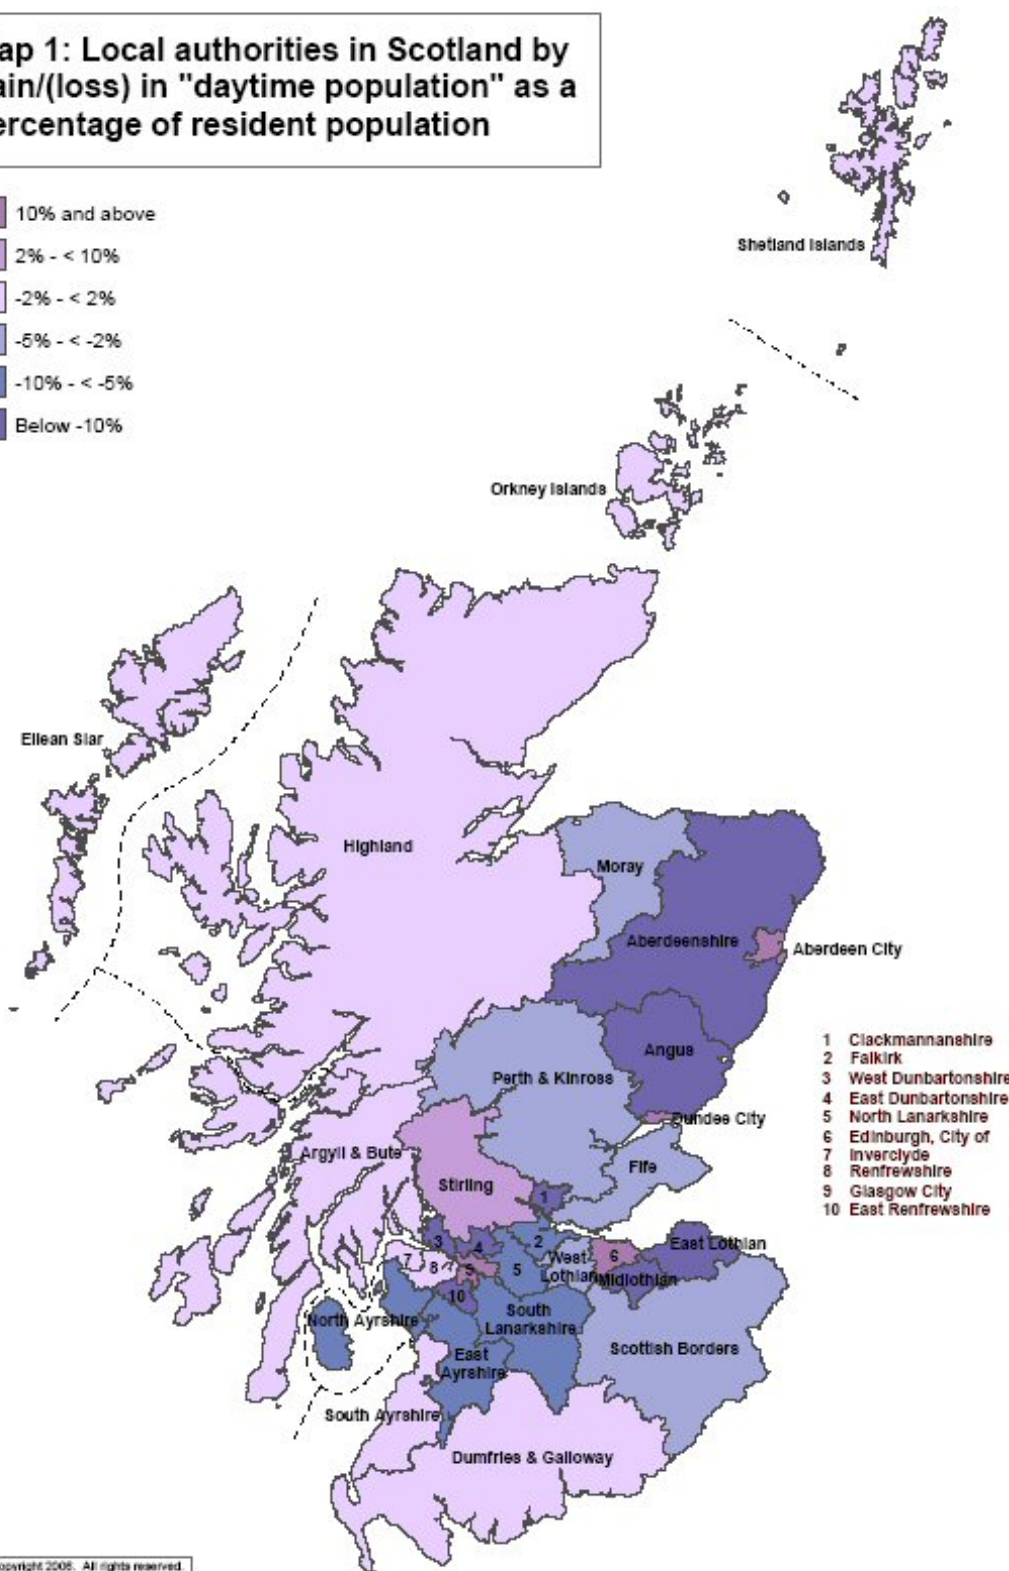 ap 1: Local authorities in Scotland by
ain/(loss) in "daytime population" as a
ercentage of resident population
10% and above
2% - < 10%
-2% - < 2%
-5% - < -2%
-10% - < -5%
Below -10%
Shetland Islands
Orkney Islands
Eilean Siar
Highland
Moray
Aberdeenshire
Aberdeen City
Angus
Perth & Kinross
Dundee City
Argyll & Bute
Fife
Stirling
1
2
3
4
5
6
7
8
9
10
West
Lothian
East Lothian
Midlothian
North Ayrshire
South
Lanarkshire
East
Ayrshire
Scottish Borders
South Ayrshire
Dumfries & Galloway
1 Clackmannanshire
2 Falkirk
3 West Dunbartonshire
4 East Dunbartonshire
5 North Lanarkshire
6 Edinburgh, City of
7 Inverclyde
8 Renfrewshire
9 Glasgow City
10 East Renfrewshire
opyright 2006. All rights reserved.